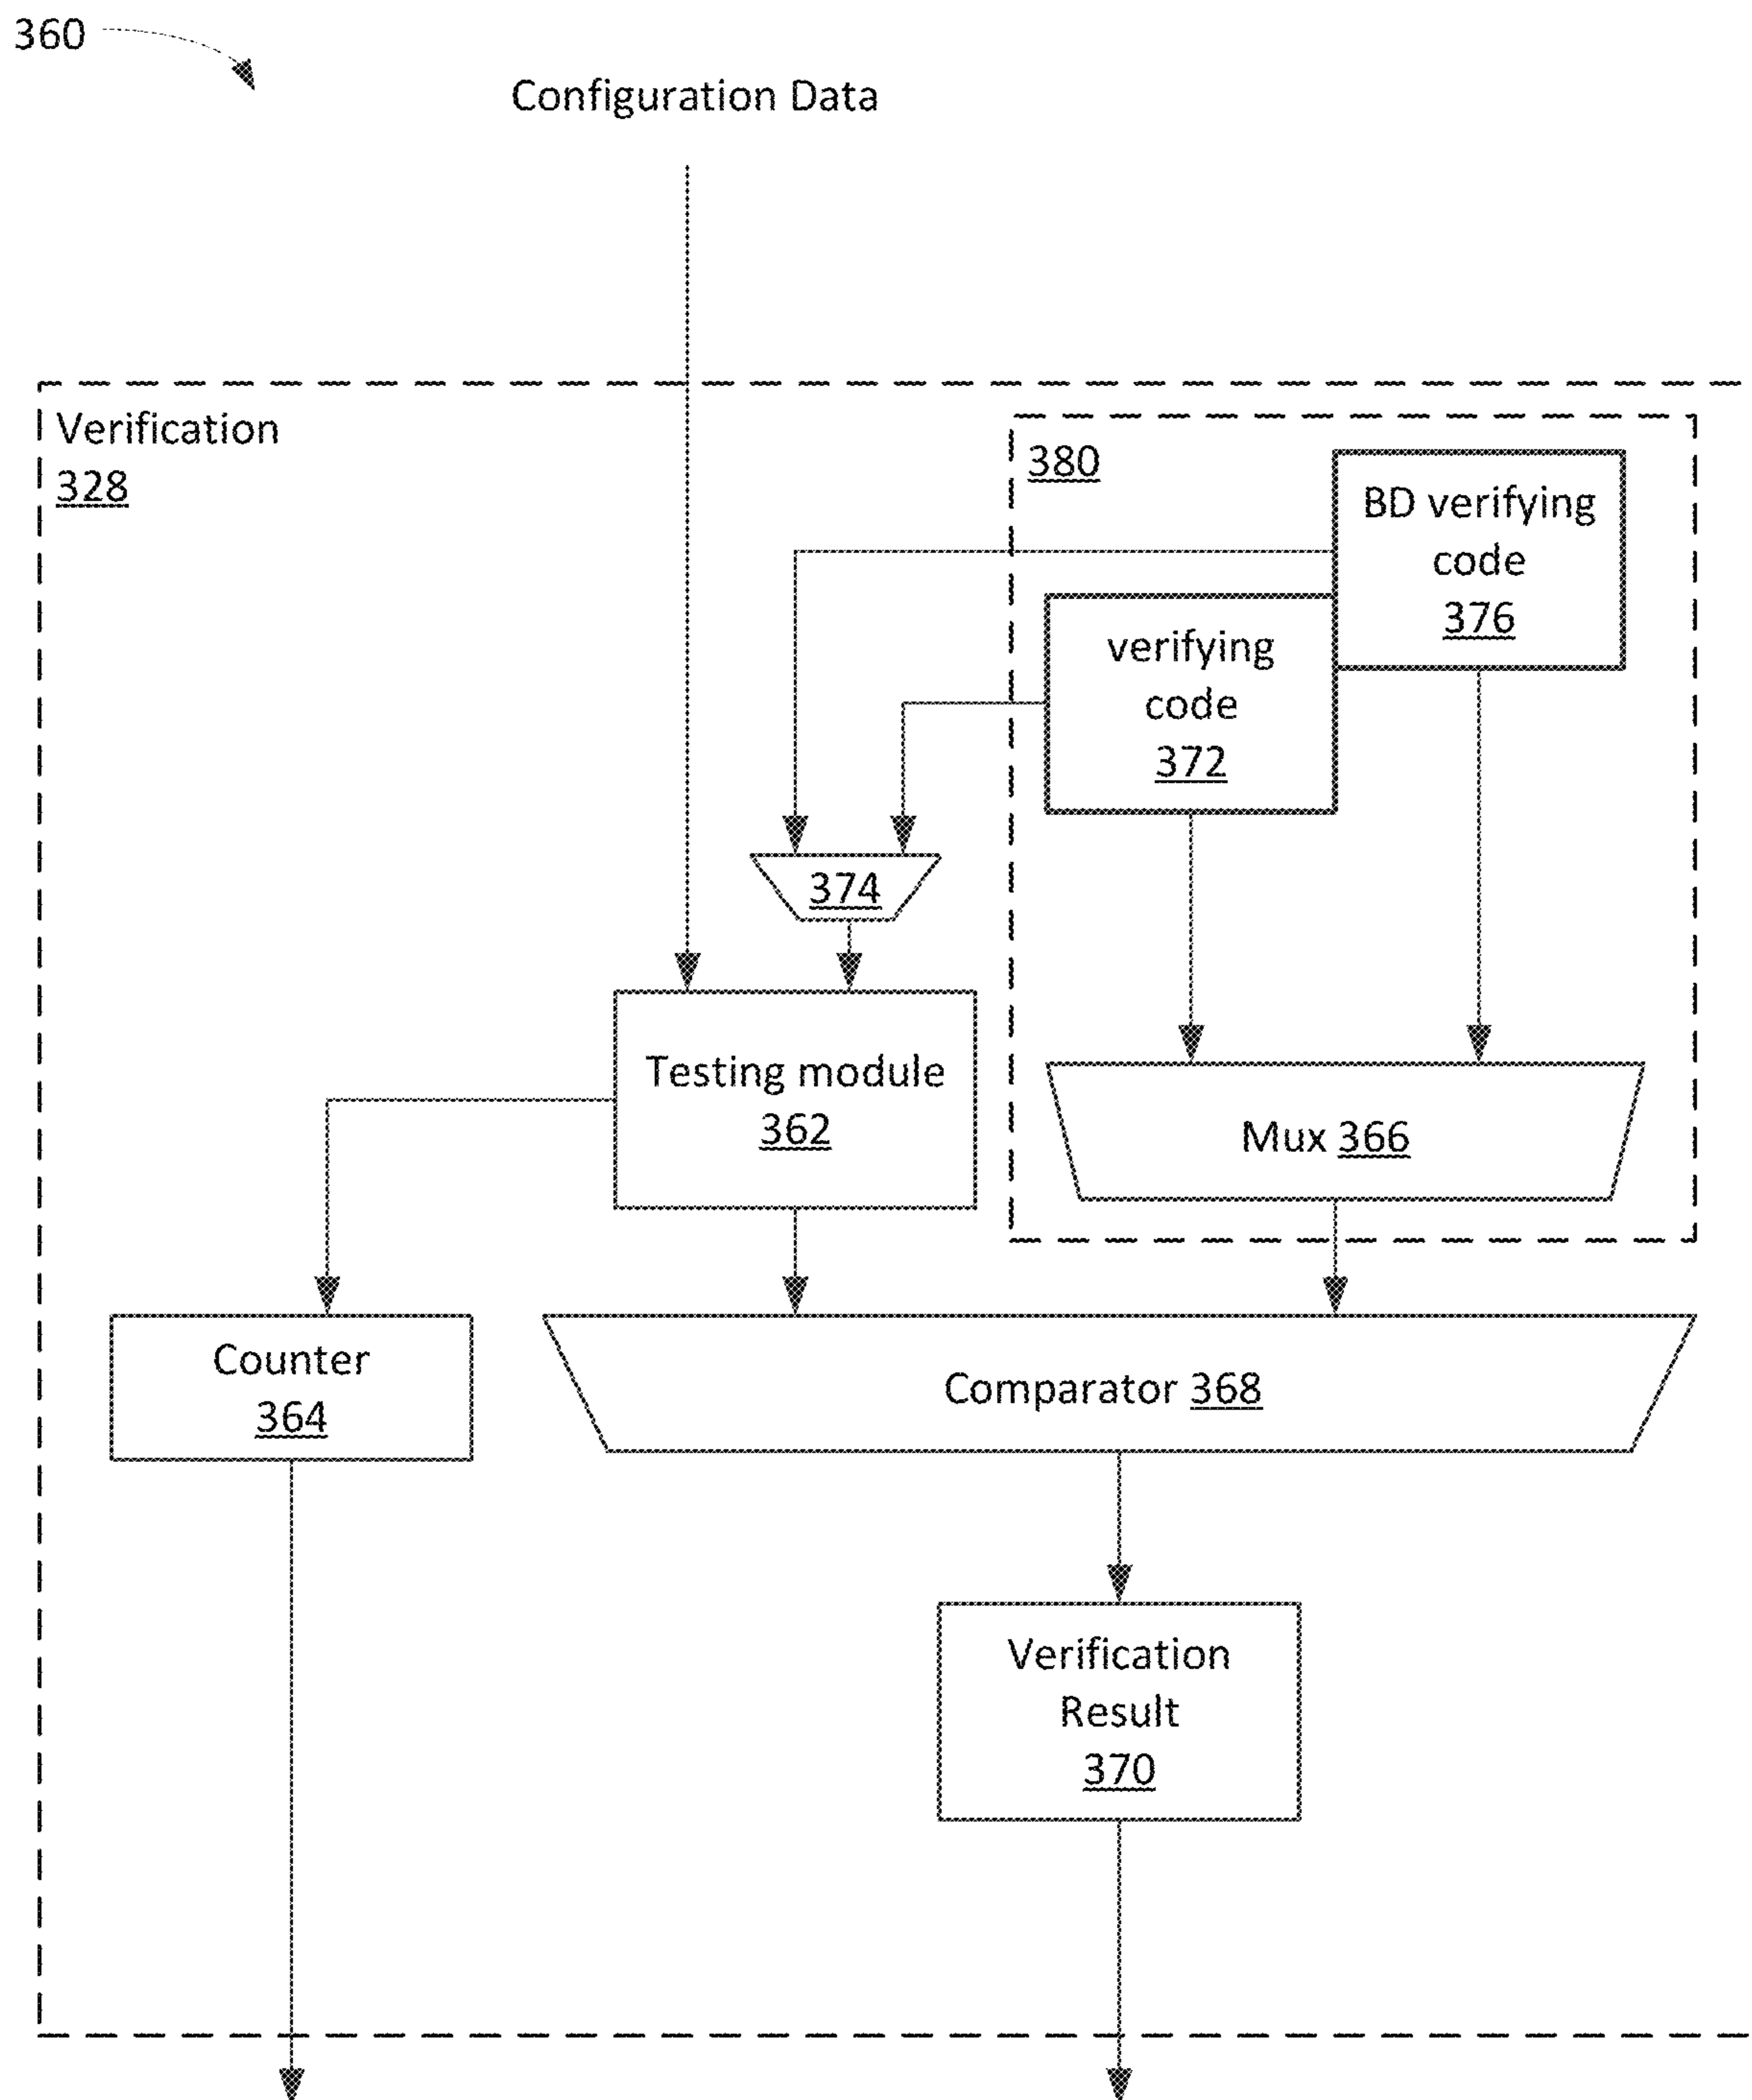 360
Configuration Data
Verification
328
380
BD verifying
code
376
verifying
code
372
374
Testing module
362
Mux 366
Counter
364
Comparator 368
Verification
Result
370